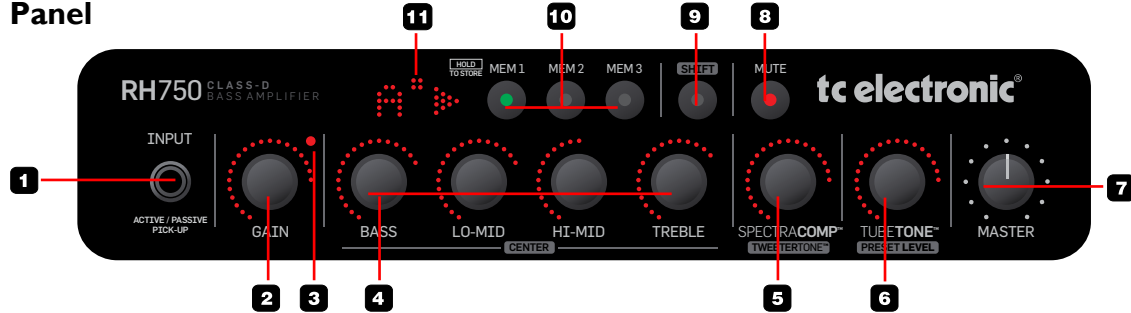 Panel
11
10
9
8
HOLD
TO STORE
MEM 1
MEM 2
MEM 3
SHIFT
MUTE
RH750 CLASS-D
BASS AMPLIFIER
A#
tc electronic®
INPUT
1
7
ACTIVE / PASSIVE
PICK-UP
GAIN
BASS
LO-MID
HI-MID
TREBLE
SPECTRACOMP™
TUBETONE™
MASTER
CENTER
TWEETERTONE™
PRESET LEVEL
2
3
4
5
6